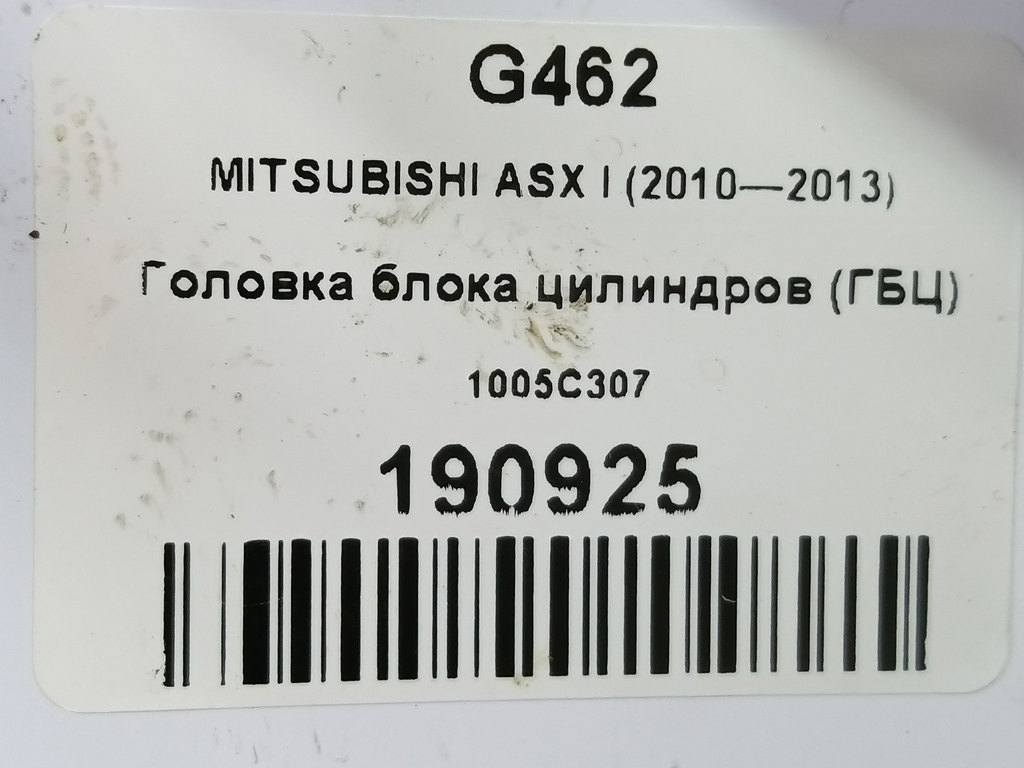 G462
MITSUBISHI ASX I (2010—2013)
Головка блока цилиндров (ГБЦ)
1005C307
190925